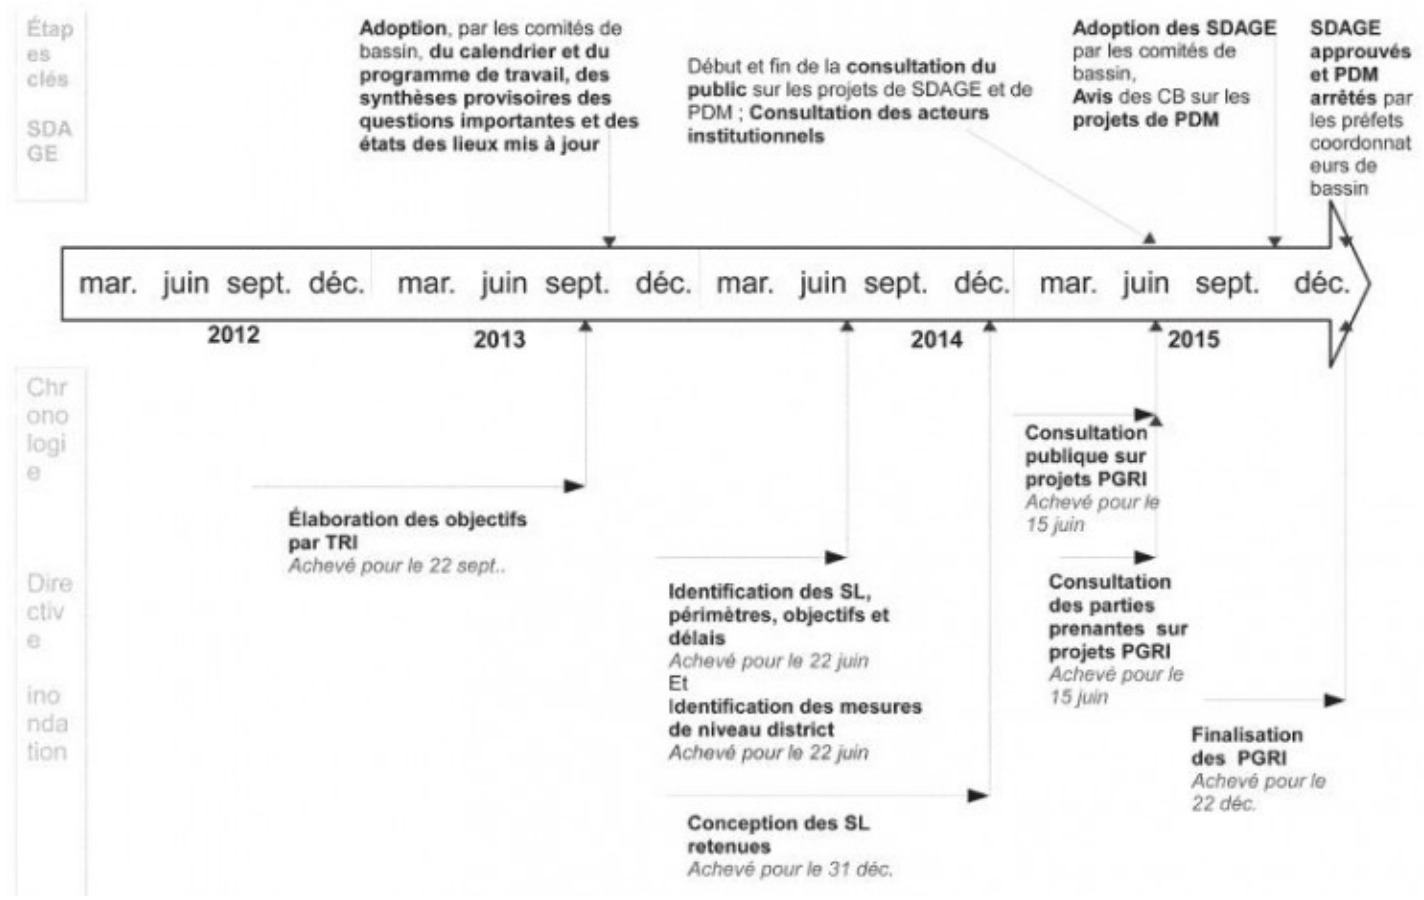 Étap
es
clés
SDA
GE
Adoption, par les comités de
bassin, du calendrier et du
programme de travail, des
synthèses provisoires des
questions importantes et des
états des lieux mis à jour
Début et fin de la consultation du
public sur les projets de SDAGE et de
PDM ; Consultation des acteurs
institutionnels
Adoption des SDAGE
par les comités de
bassin,
Avis des CB sur les
projets de PDM
SDAGE
approuvés
et PDM
arrêtés par
les préfets
coordonnat
eurs de
bassin
mar. juin sept. déc. mar. juin sept. déc. mar. juin sept. déc. mar. juin sept. déc.
2012 2013 2014 2015
Chr
ono
logi
e
Dire
ctiv
e
ino
nda
tion
Élaboration des objectifs
par TRI
Achevé pour le 22 sept..
Identification des SL,
périmètres, objectifs et
délais
Achevé pour le 22 juin
Et
Identification des mesures
de niveau district
Achevé pour le 22 juin
Conception des SL
retenues
Achevé pour le 31 déc.
Consultation
publique sur
projets PGRI
Achevé pour le
15 juin
Consultation
des parties
prenantes sur
projets PGRI
Achevé pour le
15 juin
Finalisation
des PGRI
Achevé pour le
22 déc.